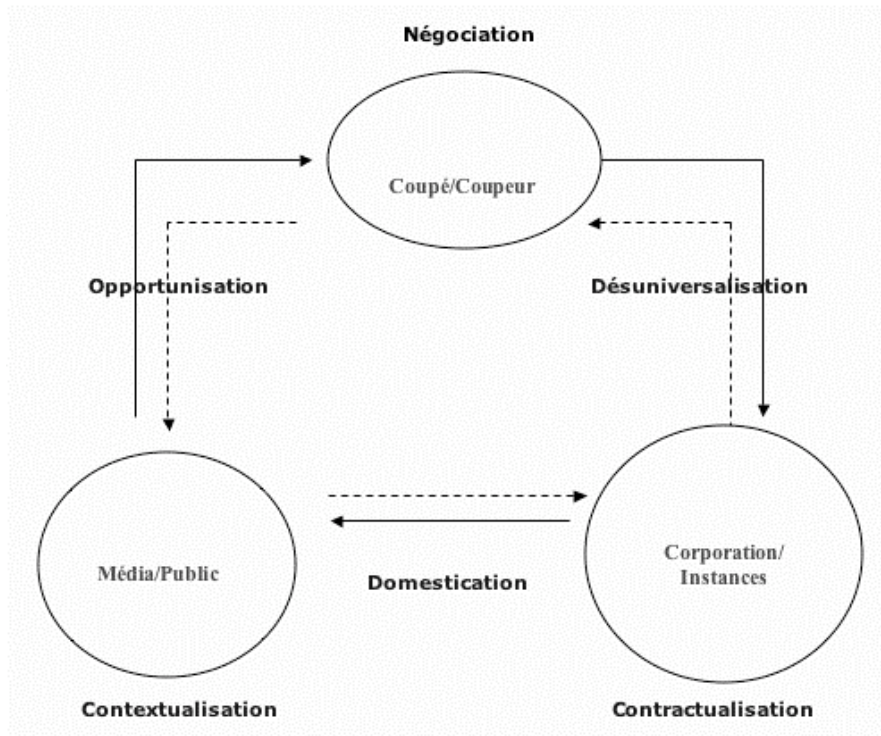 Négociation
Coupé/Coupeur
Opportunisation
Désuniversalisation
Média/Public
Corporation/
Instances
Domestication
Contextualisation
Contractualisation